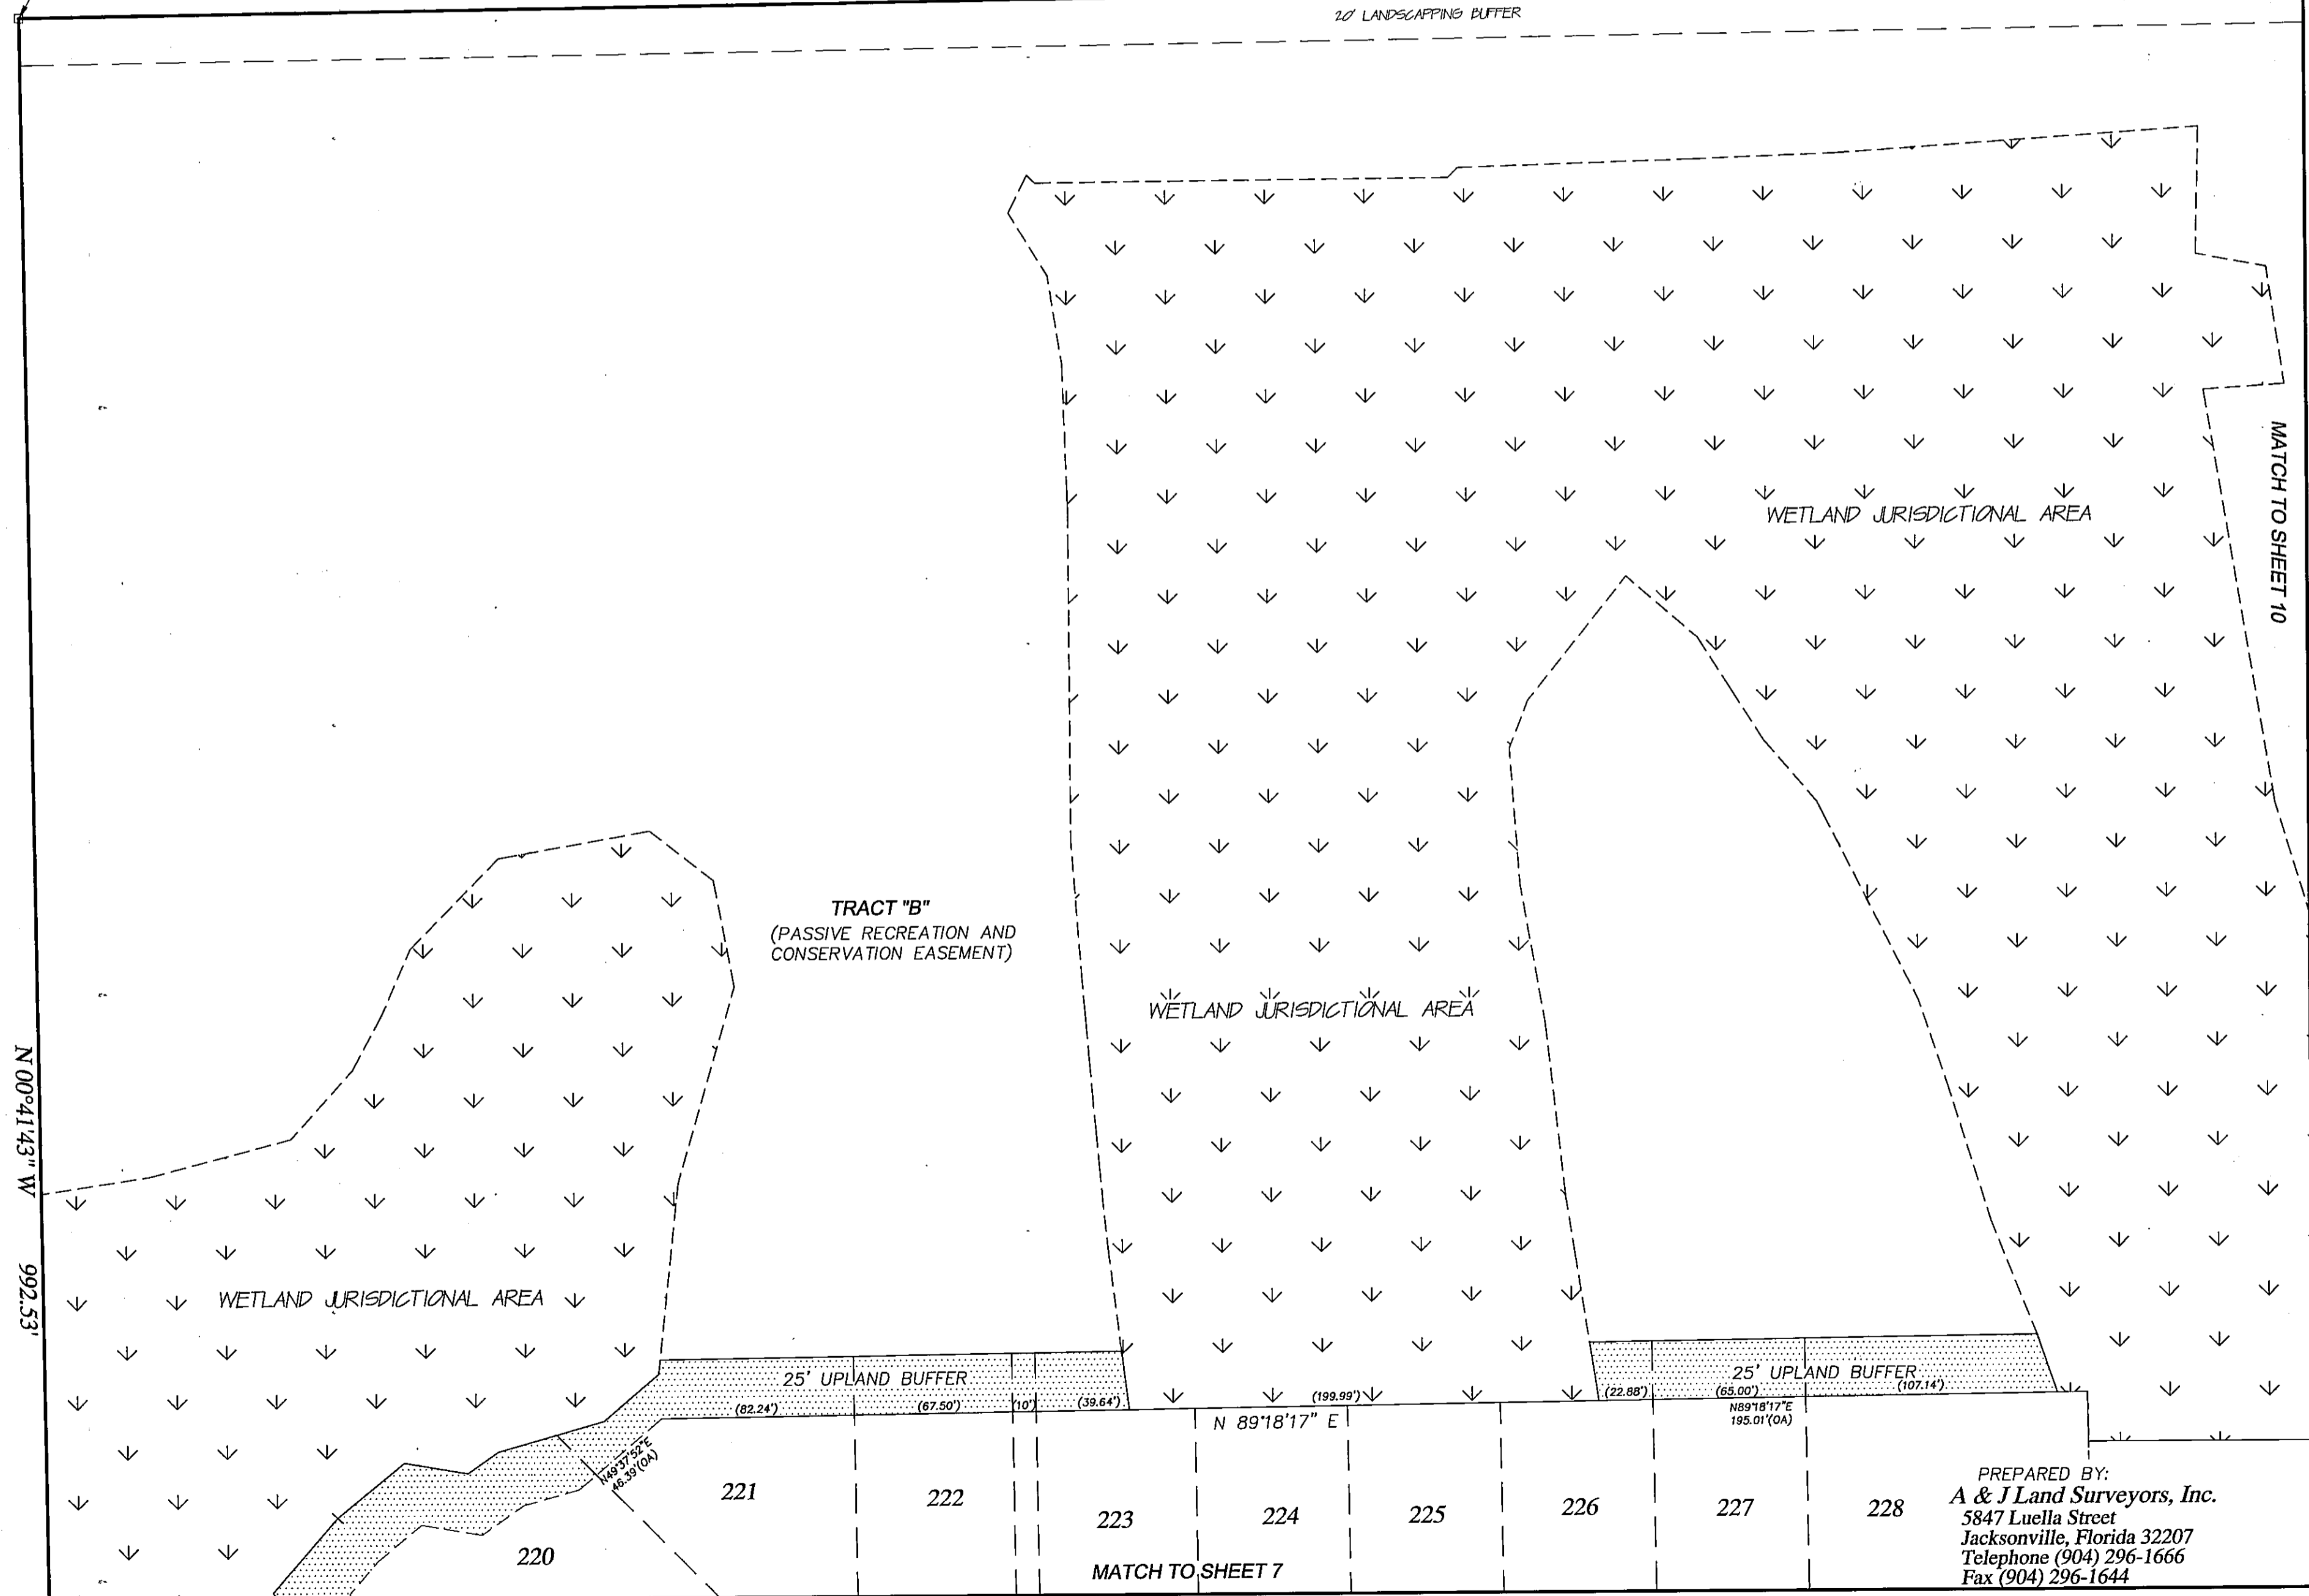 20' LANDSCAPPING BUFFER
MATCH TO SHEET 10
WETLAND JURISDICTIONAL AREA
TRACT "B"
(PASSIVE RECREATION AND
CONSERVATION EASEMENT)
WETLAND JURISDICTIONAL AREA
N 00°41'43" W 992.53'
WETLAND JURISDICTIONAL AREA
25' UPLAND BUFFER
(82.24')
(67.50')
(10')
(39.64')
(199.99')
(22.88')
25' UPLAND BUFFER
(65.00')
(107.14')
N 89°18'17" E
N89°18'17"E
195.01'(OA)
N49°37'52"E
46.39'(OA)
220
221
222
223
224
225
226
227
228
MATCH TO SHEET 7
PREPARED BY:
A & J Land Surveyors, Inc.
5847 Luella Street
Jacksonville, Florida 32207
Telephone (904) 296-1666
Fax (904) 296-1644